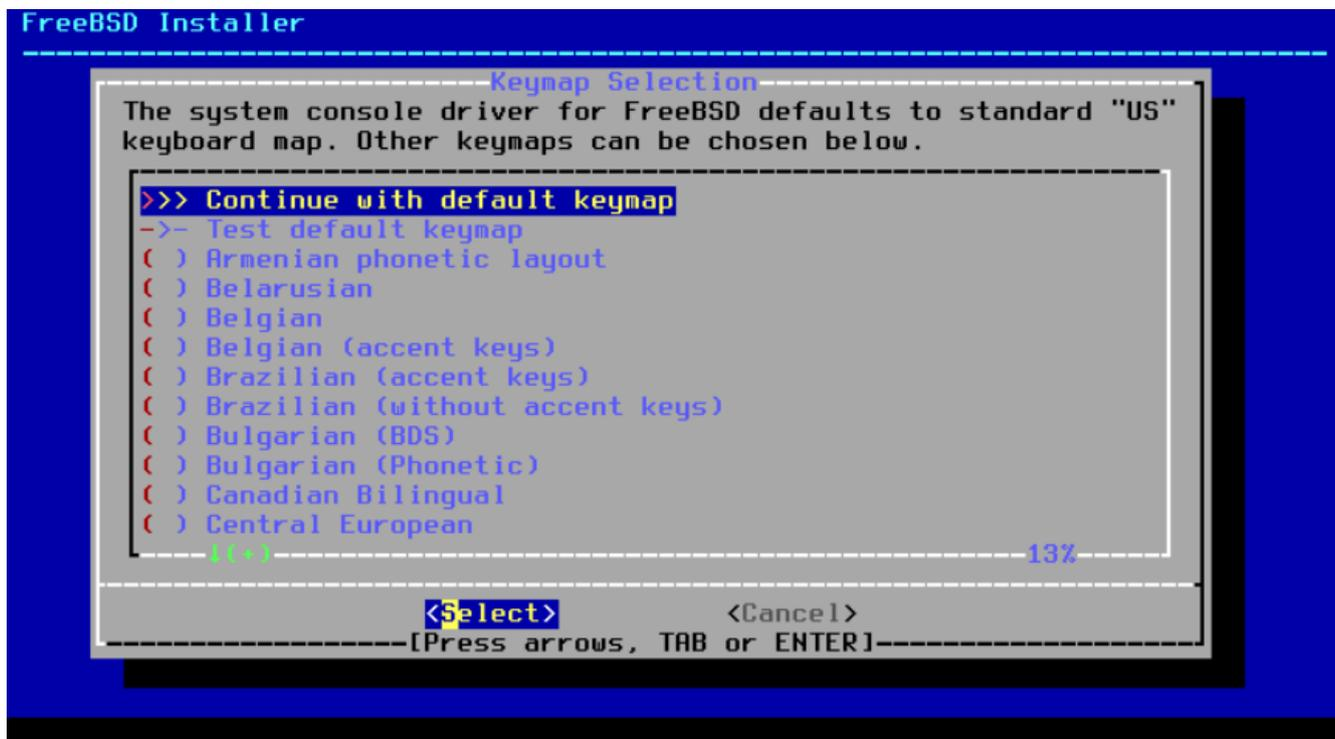 FreeBSD Installer
Keymap Selection
The system console driver for FreeBSD defaults to standard "US"
keyboard map. Other keymaps can be chosen below.
>>> Continue with default keymap
->- Test default keymap
( ) Armenian phonetic layout
( ) Belarusian
( ) Belgian
( ) Belgian (accent keys)
( ) Brazilian (accent keys)
( ) Brazilian (without accent keys)
( ) Bulgarian (BDS)
( ) Bulgarian (Phonetic)
( ) Canadian Bilingual
( ) Central European
↓(+) 13%
<Select> <Cancel>
[Press arrows, TAB or ENTER]